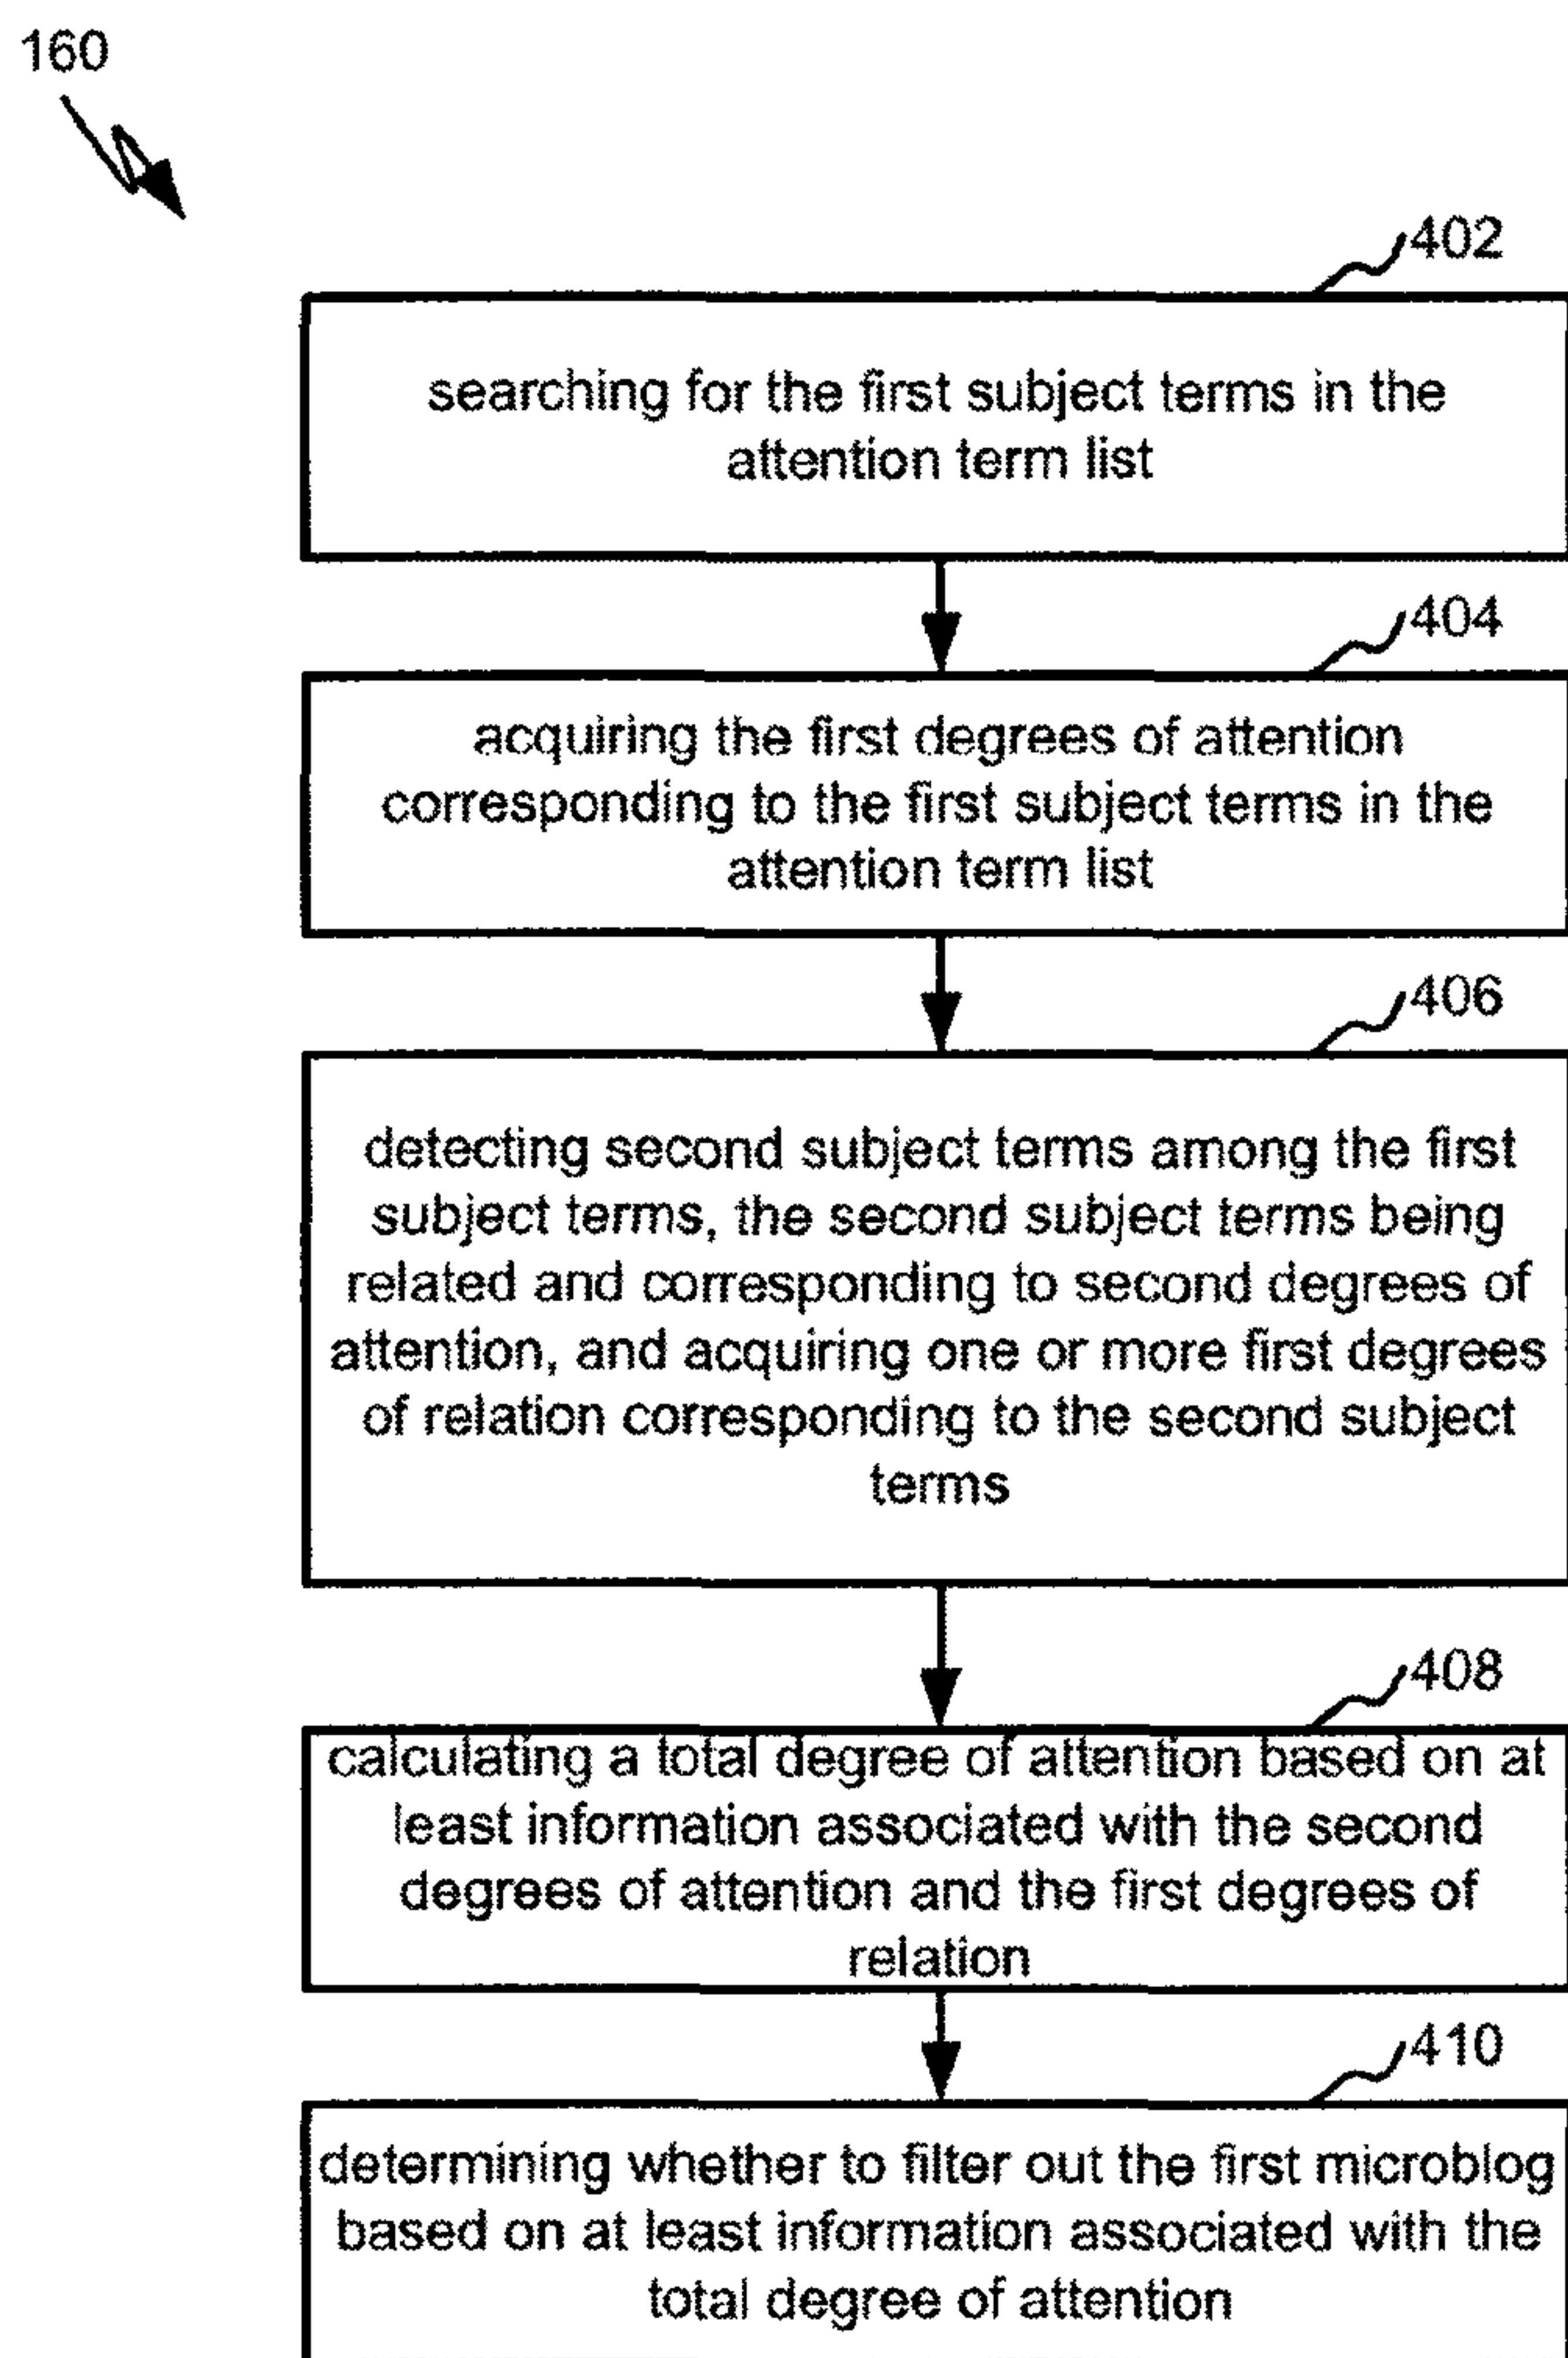 160
402
searching for the first subject terms in the
attention term list
404
acquiring the first degrees of attention
corresponding to the first subject terms in the
attention term list
406
detecting second subject terms among the first
subject terms, the second subject terms being
related and corresponding to second degrees of
attention, and acquiring one or more first degrees
of relation corresponding to the second subject
terms
408
calculating a total degree of attention based on at
least information associated with the second
degrees of attention and the first degrees of
relation
410
determining whether to filter out the first microblog
based on at least information associated with the
total degree of attention